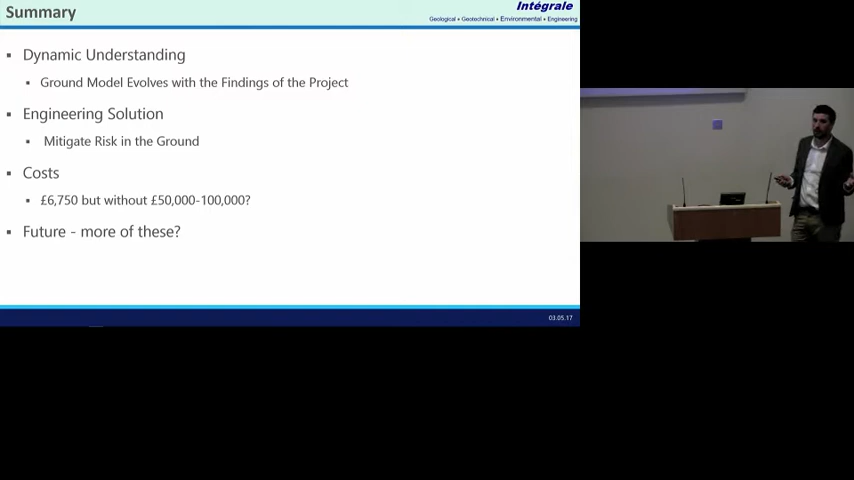 Summary
Intégrale
Geological • Geotechnical • Environmental • Engineering
Dynamic Understanding
Ground Model Evolves with the Findings of the Project
Engineering Solution
Mitigate Risk in the Ground
Costs
£6,750 but without £50,000-100,000?
Future - more of these?
03.05.17